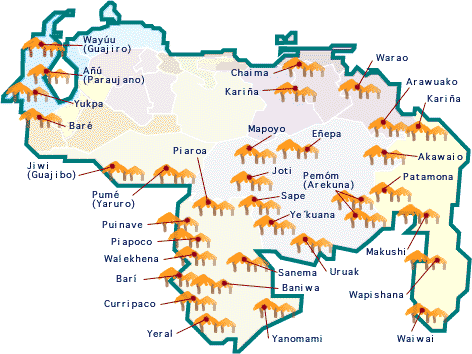 Wayúu
(Guajiro)
Añú
(Paraujano)
Yukpa
Baré
Chaima
Kariña
Warao
Arawuako
Kariña
Mapoyo
Eñepa
Piaroa
Joti
Akawaio
Jiwi
(Guajibo)
Pemóm
(Arekuna)
Patamona
Pumé
(Yaruro)
Sape
Puinave
Ye'kuana
Piapoco
Makushi
Walekhena
Sanema
Uruak
Barí
Baniwa
Wapishana
Curripaco
Yeral
Yanomami
Waiwai